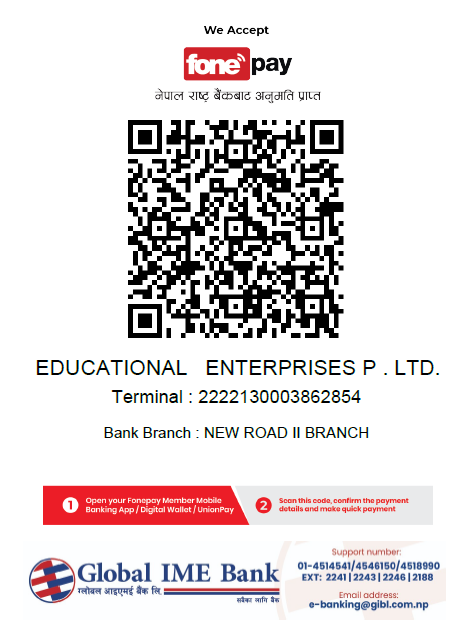 We Accept
fonepay
नेपाल राष्ट्र बैंकबाट अनुमति प्राप्त
EDUCATIONAL ENTERPRISES P . LTD.
Terminal : 2222130003862854
Bank Branch : NEW ROAD II BRANCH
1 Open your Fonepay Member Mobile
Banking App / Digital Wallet / UnionPay
2 Scan this code, confirm the payment
details and make quick payment
Global IME Bank
ग्लोबल आइएमई बैंक लि.
सबैका लागि बैंक
Support number:
01-4514541/4546150/4518990
EXT: 2241 | 2243 | 2246 | 2188
Email address:
e-banking@gibl.com.np